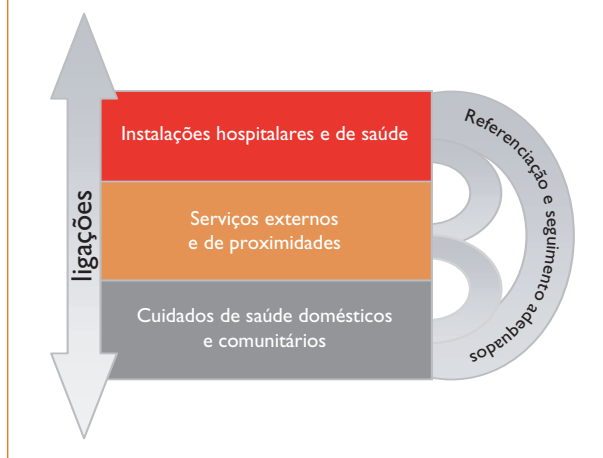 ligações
Instalações hospitalares e de saúde
Serviços externos
e de proximidades
Cuidados de saúde domésticos
e comunitários
Referenciação e seguimento adequados